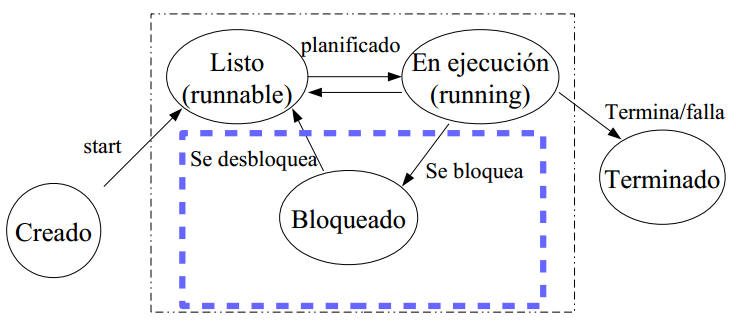 planificado
Listo
(runnable)
En ejecución
(running)
Termina/falla
start
Se desbloquea
Se bloquea
Terminado
Bloqueado
Creado